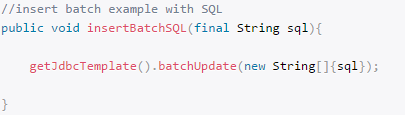 //insert batch example with SQL
public void insertBatchSQL(final String sql){
getJdbcTemplate().batchUpdate(new String[]{sql});
}